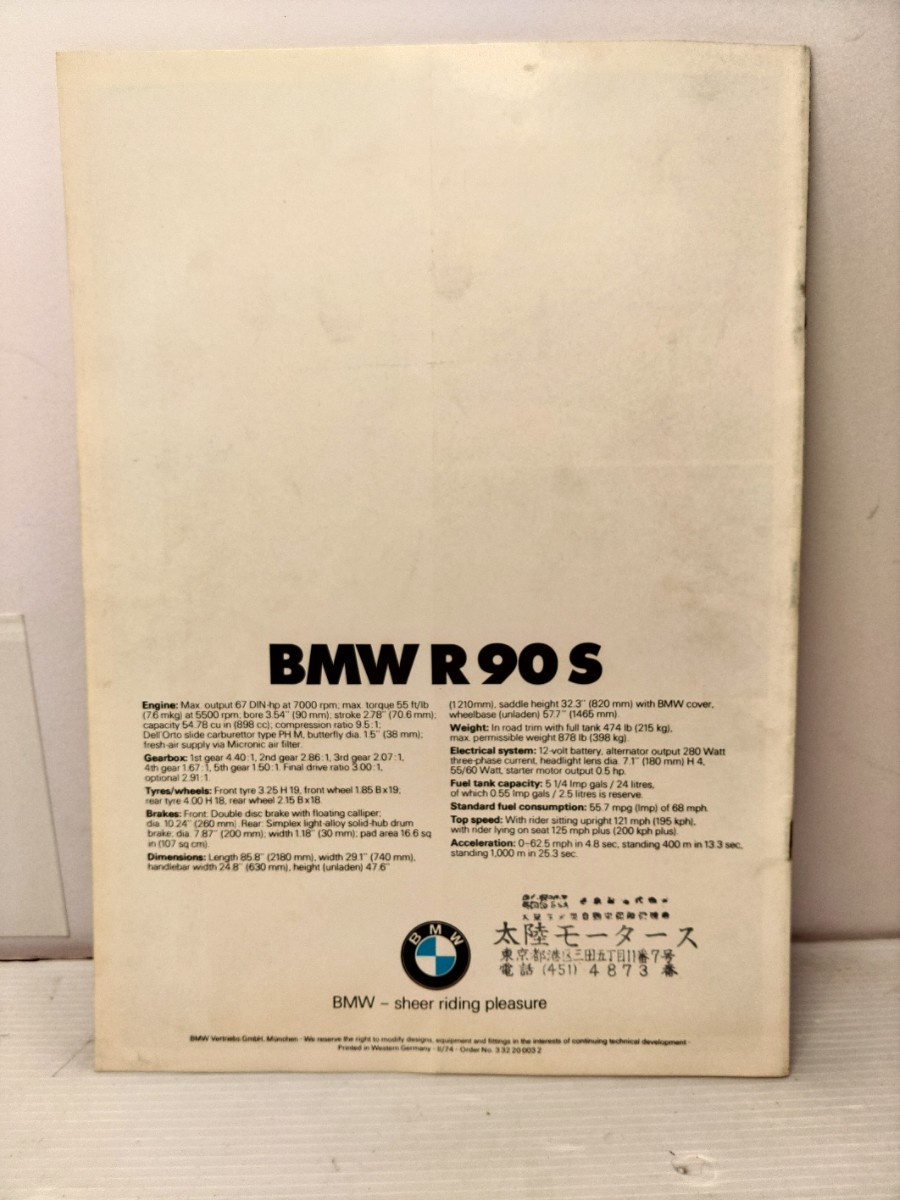 BMW R 90 S
Engine: Max. output 67 DIN-hp at 7000 rpm; max. torque 55 ft/lb
(7.6 mkg) at 5500 rpm; bore 3.54" (90 mm); stroke 2.78" (70.6 mm);
capacity 54.78 cu in (898 cc); compression ratio 9.5:1;
Dell'Orto slide carburettor type PH M, butterfly dia. 1.5" (38 mm);
fresh-air supply via Micronic air filter.
Gearbox: 1st gear 4.40:1, 2nd gear 2.86:1, 3rd gear 2.07:1,
4th gear 1.67:1, 5th gear 1.50:1. Final drive ratio 3.00:1,
optional 2.91:1.
Tyres/wheels: Front tyre 3.25 H 19, front wheel 1.85 B x 19;
rear tyre 4.00 H 18, rear wheel 2.15 B x 18.
Brakes: Front: Double disc brake with floating calliper;
dia. 10.24" (260 mm). Rear: Simplex light-alloy solid-hub drum
brake: dia. 7.87" (200 mm); width 1.18" (30 mm); pad area 16.6 sq
in (107 sq cm).
Dimensions: Length 85.8" (2180 mm), width 29.1" (740 mm),
handlebar width 24.8" (630 mm), height (unladen) 47.6"
(1210mm), saddle height 32.3" (820 mm) with BMW cover,
wheelbase (unladen) 57.7" (1465 mm).
Weight: In road trim with full tank 474 lb (215 kg),
max. permissible weight 878 lb (398 kg).
Electrical system: 12-volt battery, alternator output 280 Watt
three-phase current, headlight lens dia. 7.1" (180 mm) H 4,
55/60 Watt, starter motor output 0.5 hp.
Fuel tank capacity: 5 1/4 Imp gals / 24 litres,
of which 0.55 Imp gals / 2.5 litres is reserve.
Standard fuel consumption: 55.7 mpg (Imp) of 68 mph.
Top speed: With rider sitting upright 121 mph (195 kph),
with rider lying on seat 125 mph plus (200 kph plus).
Acceleration: 0–62.5 mph in 4.8 sec, standing 400 m in 13.3 sec,
standing 1,000 m in 25.3 sec.
BMW
太陸モータース
東京都港区三田五丁目11番7号
電話 (451) 4873 番
BMW – sheer riding pleasure
BMW Vertriebs GmbH, München · We reserve the right to modify designs, equipment and fittings in the interests of continuing technical development ·
Printed in Western Germany · II/74 · Order No. 3 32 20 003 2